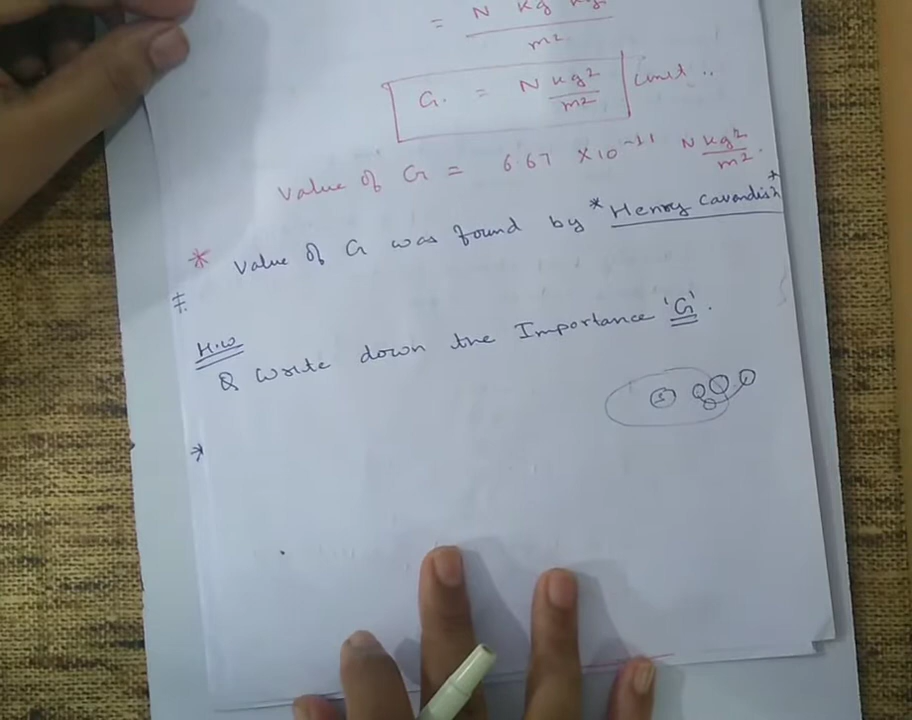 = N kg kg
m²
G. = N kg²/m² unit ..
Value of G = 6.67 ×10⁻¹¹ N kg²/m².
* Value of G was found by *Henry Cavendish*
H.W
Q Write down the Importance 'G'.
S